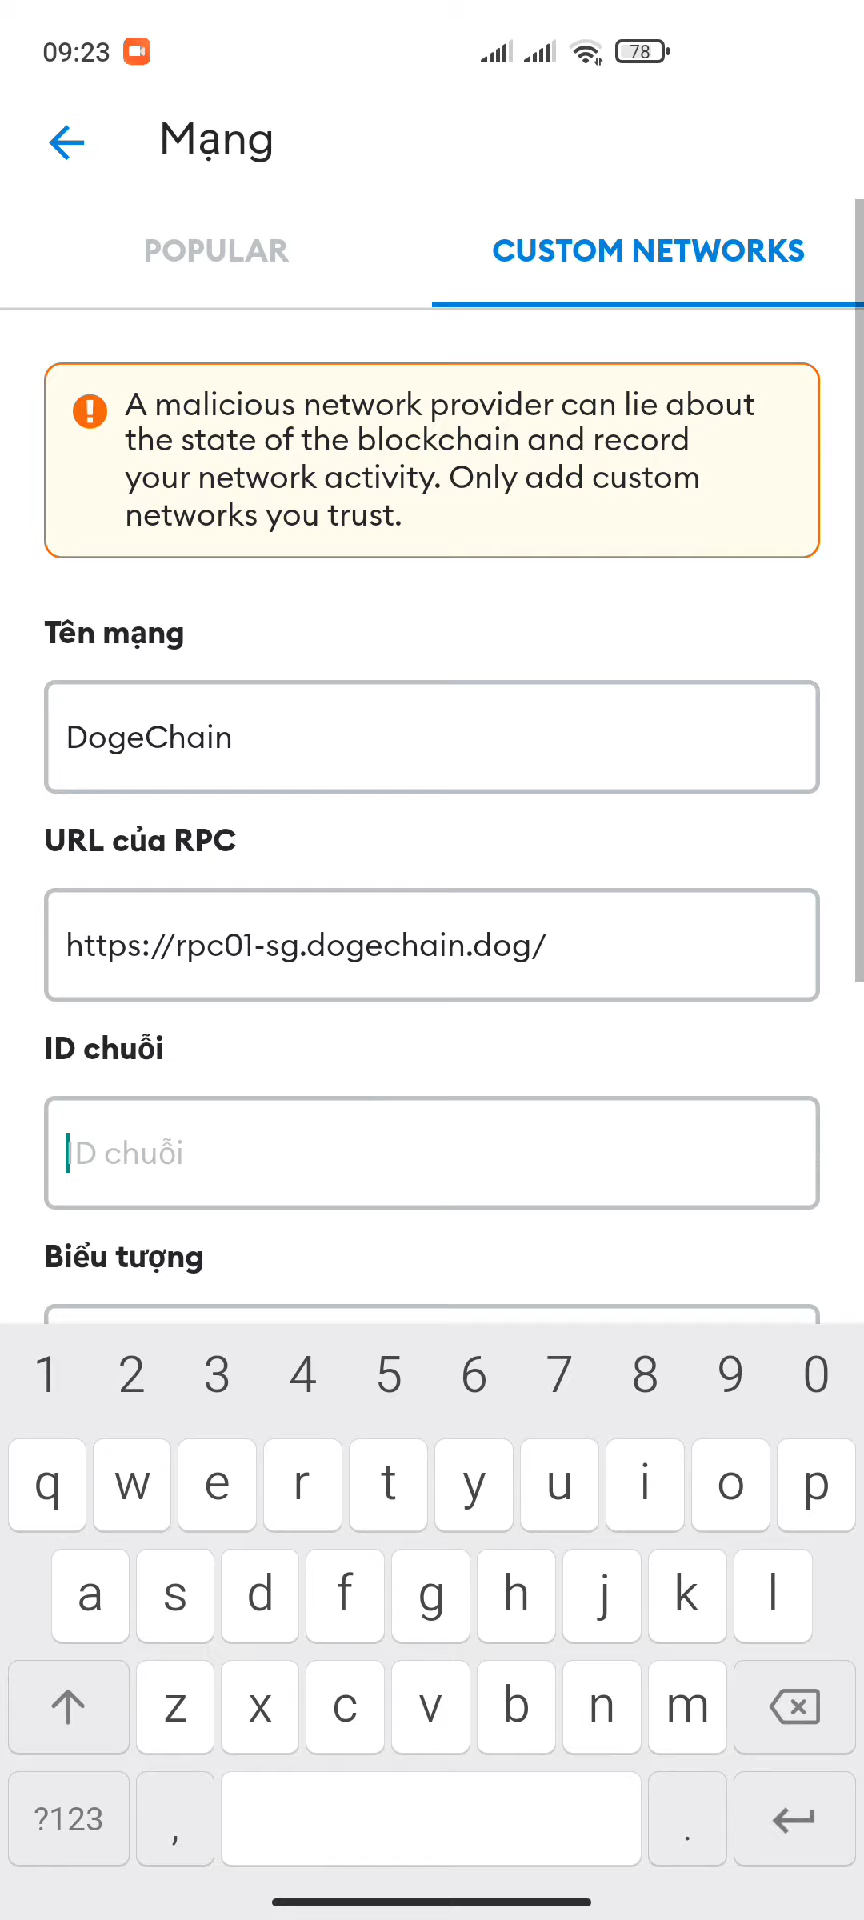 09:23
78
Mạng
POPULAR
CUSTOM NETWORKS
A malicious network provider can lie about
the state of the blockchain and record
your network activity. Only add custom
networks you trust.
Tên mạng
DogeChain
URL của RPC
https://rpc01-sg.dogechain.dog/
ID chuỗi
ID chuỗi
Biểu tượng
1 2 3 4 5 6 7 8 9 0
q w e r t y u i o p
a s d f g h j k l
z x c v b n m
?123 , .